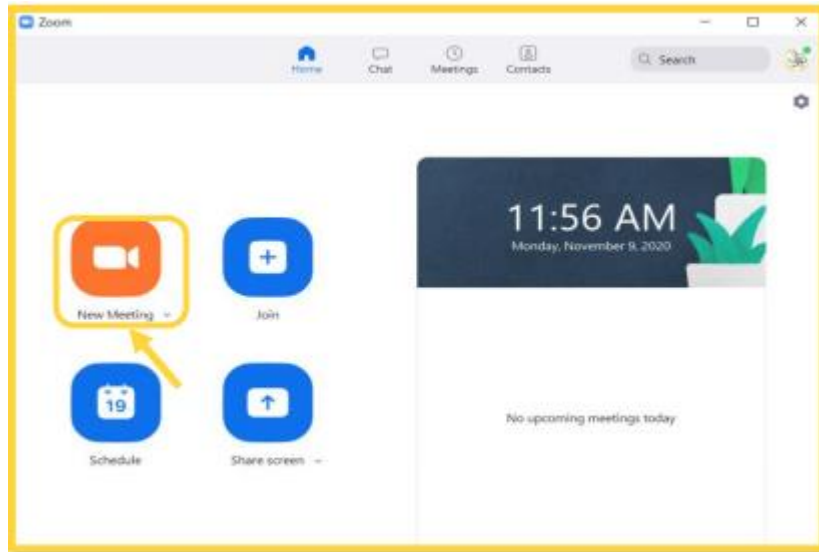 Zoom
Home
Chat
Meetings
Contacts
Search
11:56 AM
Monday, November 9, 2020
New Meeting
Join
19
Schedule
Share screen
No upcoming meetings today